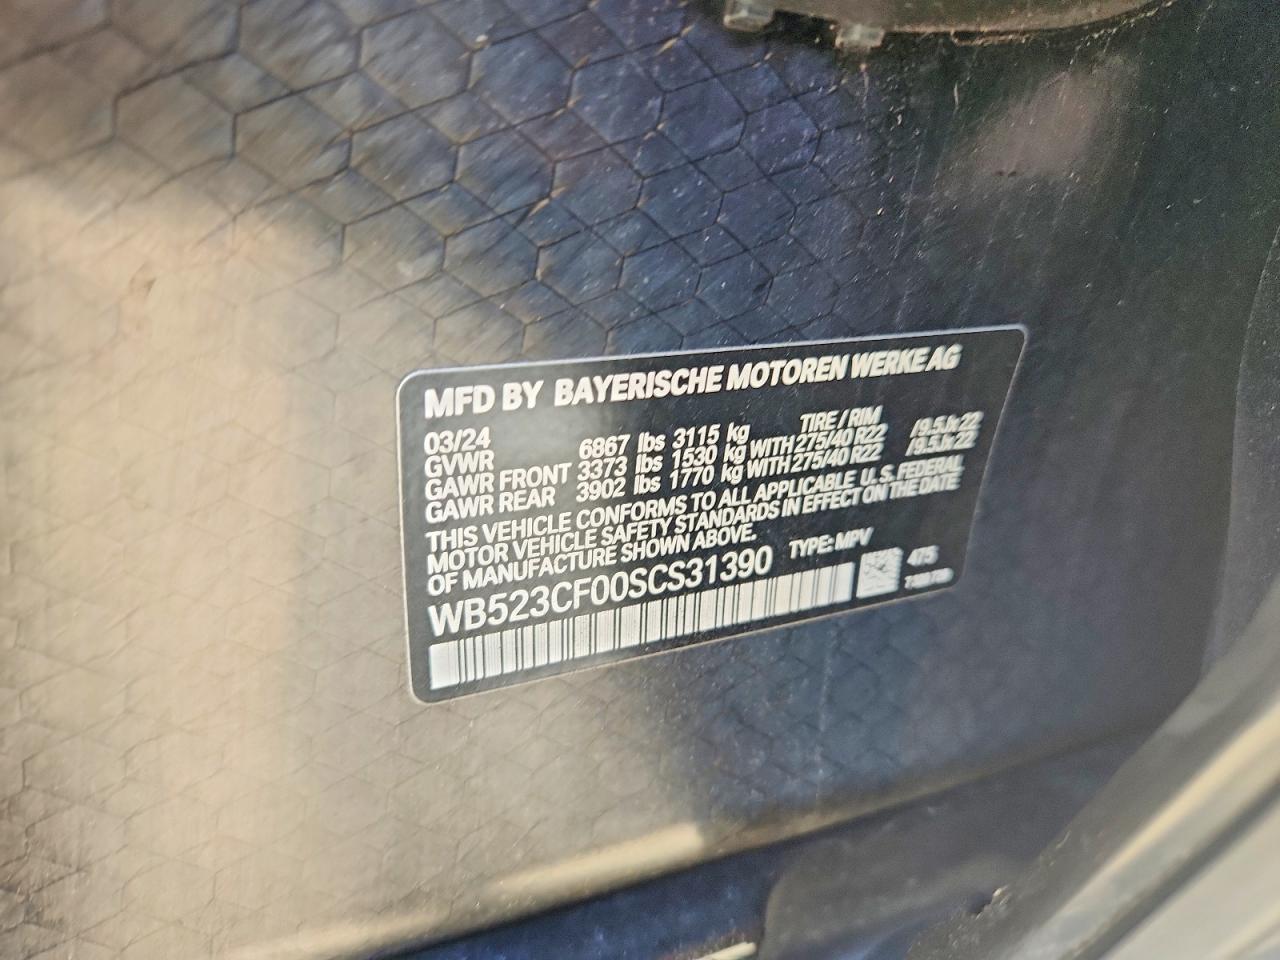 MFD BY BAYERISCHE MOTOREN WERKE AG
03/24 TIRE / RIM
GVWR 6867 lbs 3115 kg
GAWR FRONT 3373 lbs 1530 kg WITH 275/40 R22 /9.5Jx22
GAWR REAR 3902 lbs 1770 kg WITH 275/40 R22 /9.5Jx22
THIS VEHICLE CONFORMS TO ALL APPLICABLE U.S. FEDERAL
MOTOR VEHICLE SAFETY STANDARDS IN EFFECT ON THE DATE
OF MANUFACTURE SHOWN ABOVE.
WB523CF00SCS31390 TYPE: MPV
475